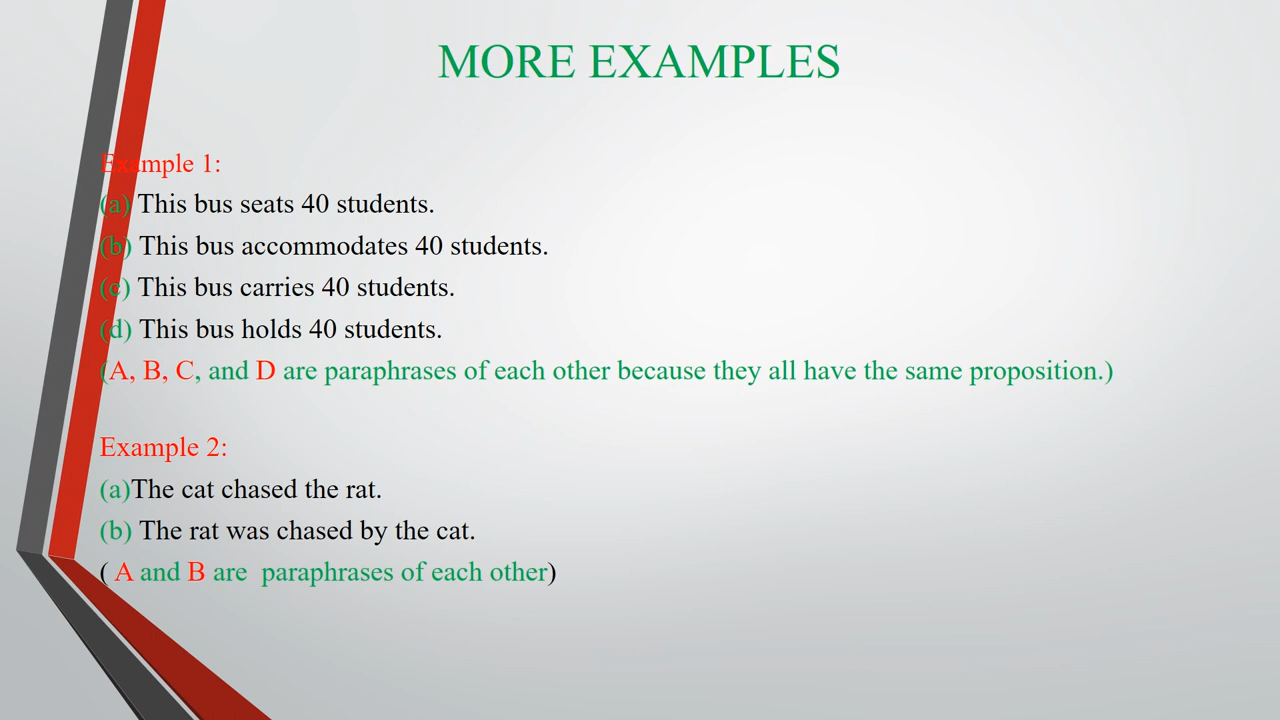 MORE EXAMPLES
Example 1:
(a) This bus seats 40 students.
(b) This bus accommodates 40 students.
(c) This bus carries 40 students.
(d) This bus holds 40 students.
(A, B, C, and D are paraphrases of each other because they all have the same proposition.)
Example 2:
(a)The cat chased the rat.
(b) The rat was chased by the cat.
( A and B are  paraphrases of each other)